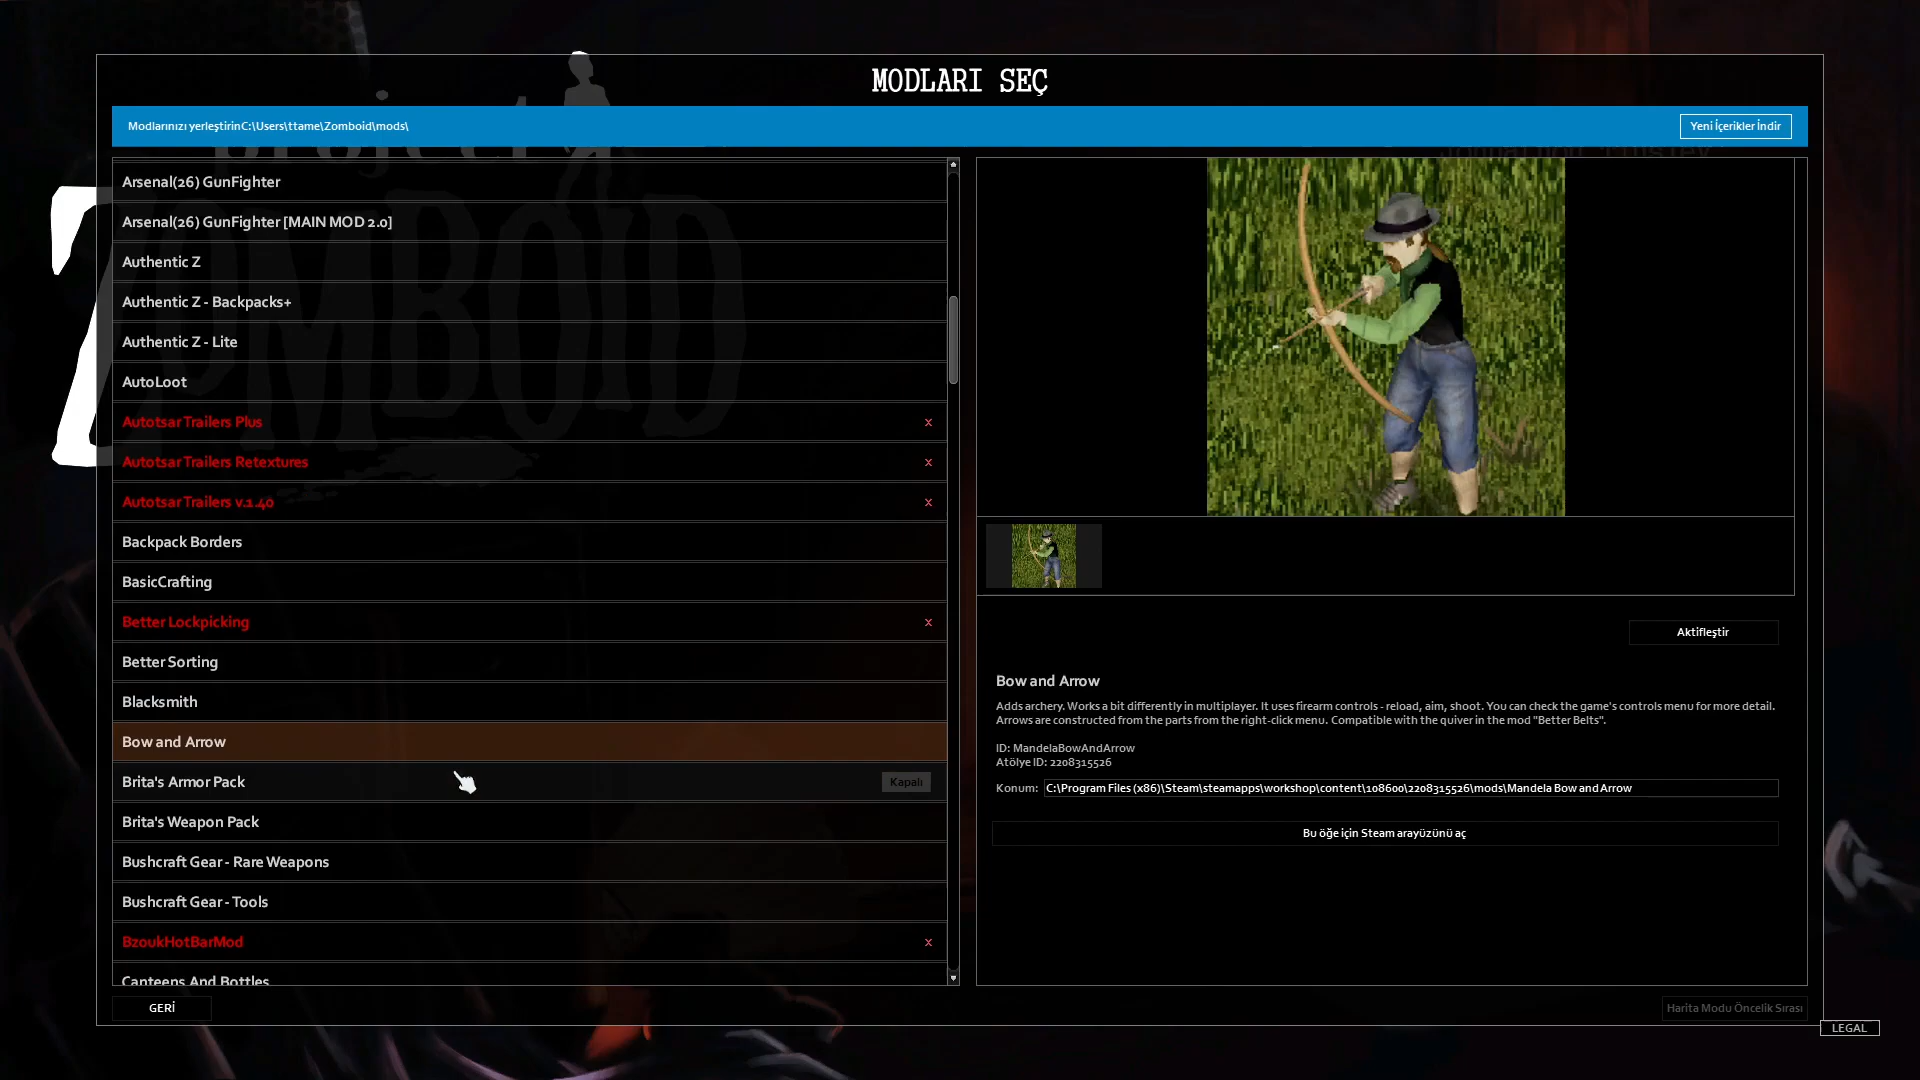 MODLARI SEÇ
Modlarınızı yerleştirinC:\Users\ttame\Zomboid\mods\
Yeni İçerikler İndir
project
ZOMBOID
Arsenal(26) GunFighter
Arsenal(26) GunFighter [MAIN MOD 2.0]
Authentic Z
Authentic Z - Backpacks+
Authentic Z - Lite
AutoLoot
Autotsar Trailers Plus
x
Autotsar Trailers Retextures
x
Autotsar Trailers v.1.40
x
Backpack Borders
BasicCrafting
Better Lockpicking
x
Better Sorting
Blacksmith
Bow and Arrow
Brita's Armor Pack
Kapalı
Brita's Weapon Pack
Bushcraft Gear - Rare Weapons
Bushcraft Gear - Tools
BzoukHotBarMod
x
Canteens And Bottles
Aktifleştir
Bow and Arrow
Adds archery. Works a bit differently in multiplayer. It uses firearm controls - reload, aim, shoot. You can check the game's controls menu for more detail.
Arrows are constructed from the parts from the right-click menu. Compatible with the quiver in the mod "Better Belts".
ID: MandelaBowAndArrow
Atölye ID: 2208315526
Konum: C:\Program Files (x86)\Steam\steamapps\workshop\content\108600\2208315526\mods\Mandela Bow and Arrow
Bu öğe için Steam arayüzünü aç
GERİ
Harita Modu Öncelik Sırası
LEGAL